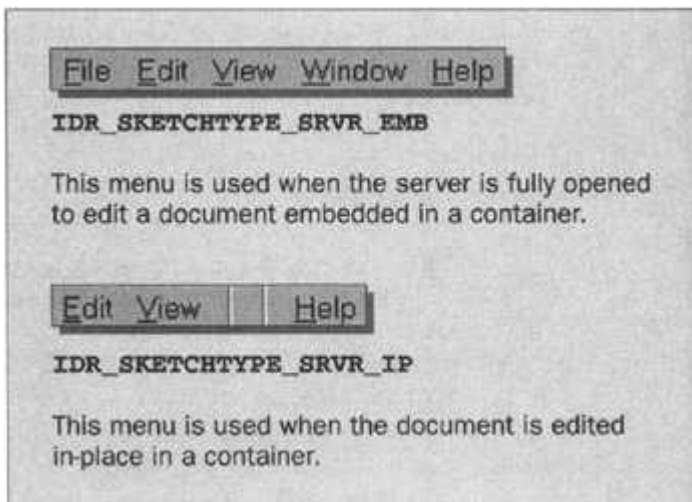 File Edit View Window Help
IDR_SKETCHTYPE_SRVR_EMB
This menu is used when the server is fully opened
to edit a document embedded in a container.
Edit View Help
IDR_SKETCHTYPE_SRVR_IP
This menu is used when the document is edited
in-place in a container.